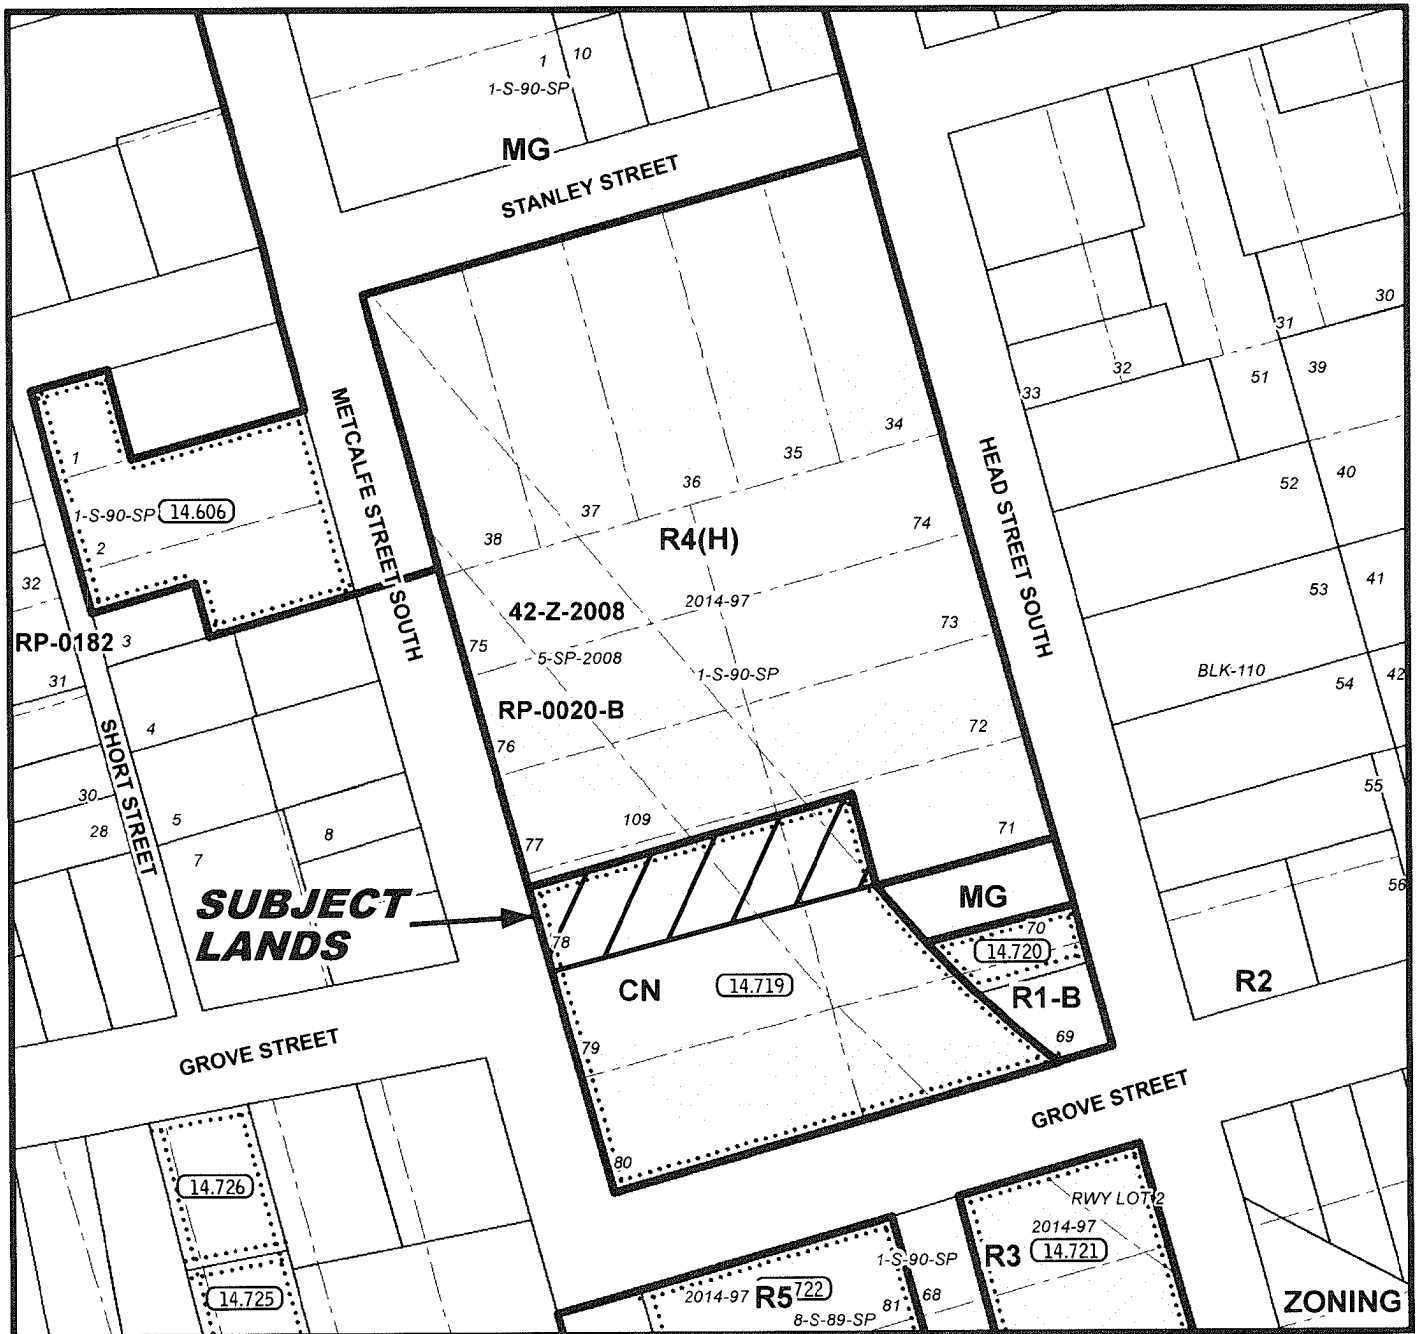 1
10
1-S-90-SP
MG
STANLEY STREET
30
31
39
32
51
33
34
35
36
37
38
METCALFE STREET SOUTH
HEAD STREET SOUTH
1
1-S-90-SP 14.606
2
32
RP-0182
3
31
52
40
R4(H)
74
42-Z-2008
2014-97
53
41
75
5-SP-2008
73
1-S-90-SP
BLK-110
54
42
RP-0020-B
76
72
4
SHORT STREET
30
28
5
8
7
109
77
71
55
56
SUBJECT
LANDS
78
MG
70
14.720
CN
14.719
R1-B
R2
79
69
GROVE STREET
GROVE STREET
80
14.726
14.725
RWY LOT 2
2014-97
R3 14.721
1-S-90-SP
2014-97 R5 722
81
68
8-S-89-SP
ZONING